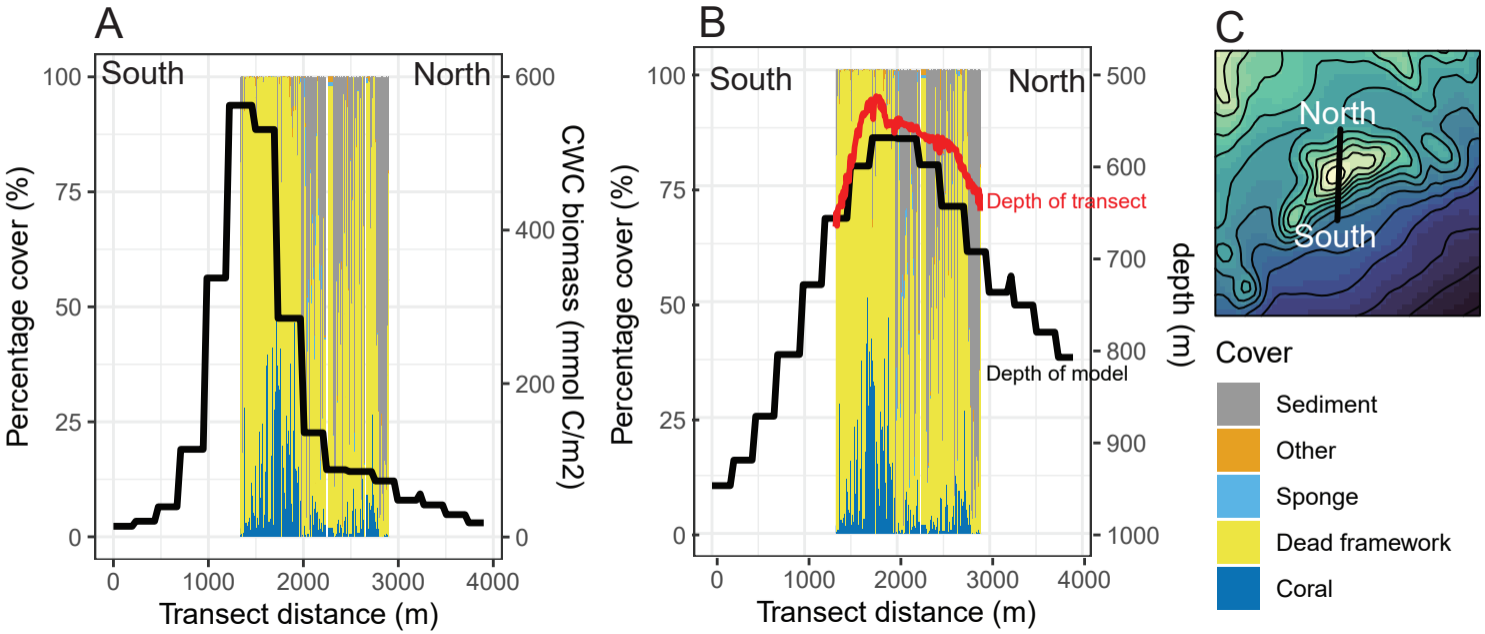 A
South
North
100
75
50
25
0
600
400
200
0
0
1000
2000
3000
4000
Percentage cover (%)
CWC biomass (mmol C/m2)
Transect distance (m)
B
South
North
100
75
50
25
0
500
600
700
800
900
1000
0
1000
2000
3000
4000
Percentage cover (%)
depth (m)
Depth of transect
Depth of model
Transect distance (m)
C
North
South
Cover
Sediment
Other
Sponge
Dead framework
Coral